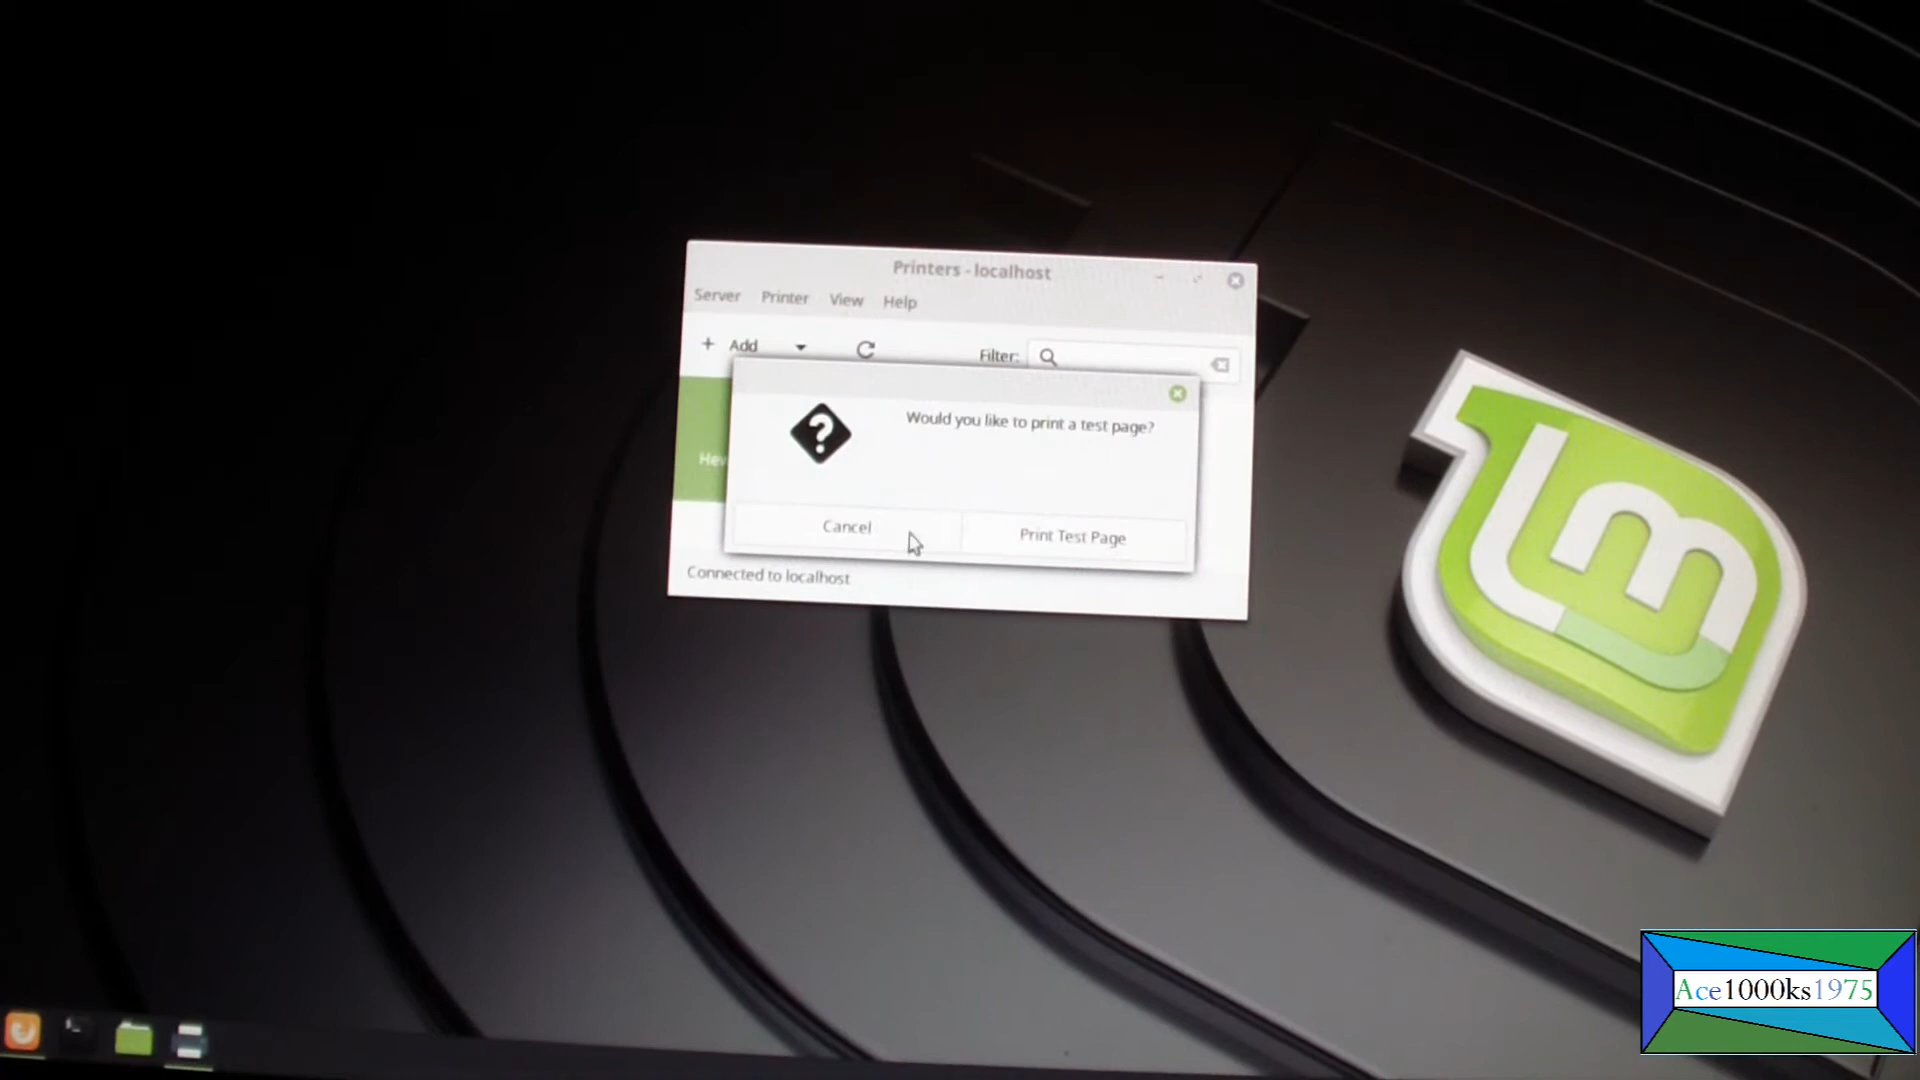 Printers - localhost
Server Printer View Help
+ Add Filter:
Would you like to print a test page?
Cancel Print Test Page
Connected to localhost
Ace1000ks1975